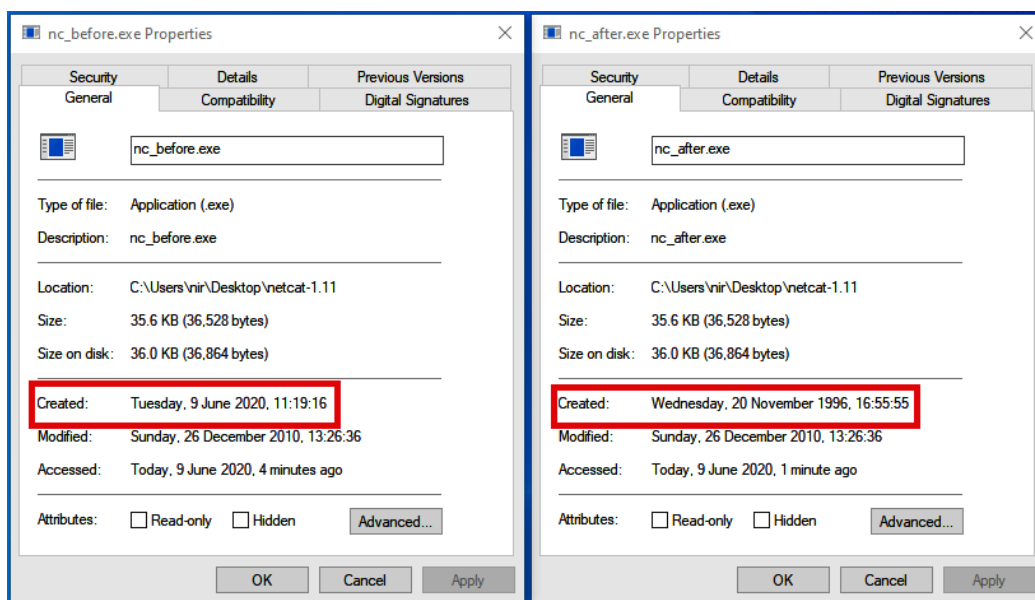 nc_before.exe Properties
Security Details Previous Versions
General Compatibility Digital Signatures
nc_before.exe
Type of file: Application (.exe)
Description: nc_before.exe
Location: C:\Users\nir\Desktop\netcat-1.11
Size: 35.6 KB (36,528 bytes)
Size on disk: 36.0 KB (36,864 bytes)
Created: Tuesday, 9 June 2020, 11:19:16
Modified: Sunday, 26 December 2010, 13:26:36
Accessed: Today, 9 June 2020, 4 minutes ago
Attributes: Read-only Hidden Advanced...
OK Cancel Apply
nc_after.exe Properties
Security Details Previous Versions
General Compatibility Digital Signatures
nc_after.exe
Type of file: Application (.exe)
Description: nc_after.exe
Location: C:\Users\nir\Desktop\netcat-1.11
Size: 35.6 KB (36,528 bytes)
Size on disk: 36.0 KB (36,864 bytes)
Created: Wednesday, 20 November 1996, 16:55:55
Modified: Sunday, 26 December 2010, 13:26:36
Accessed: Today, 9 June 2020, 1 minute ago
Attributes: Read-only Hidden Advanced...
OK Cancel Apply